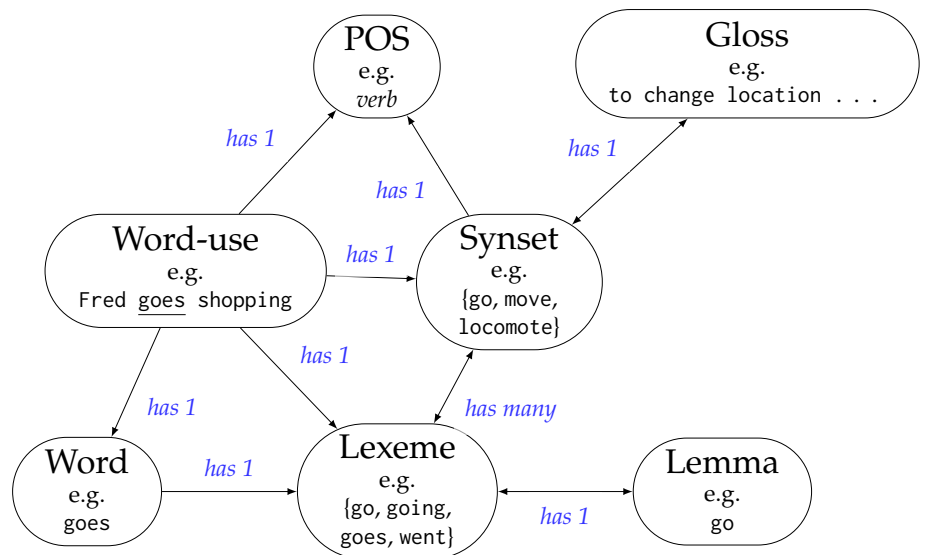 POS
e.g.
verb
Gloss
e.g.
to change location . . .
has 1
has 1
has 1
Word-use
e.g.
Fred goes shopping
has 1
Synset
e.g.
{go, move,
locomote}
has 1
has 1
has many
Word
e.g.
goes
has 1
Lexeme
e.g.
{go, going,
goes, went}
has 1
Lemma
e.g.
go